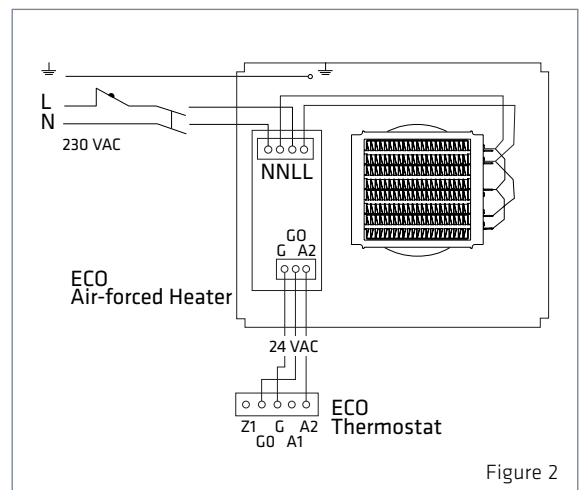 L
N
230 VAC
NNLL
G0
G A2
ECO
Air-forced Heater
24 VAC
Z1 G A2
G0 A1
ECO
Thermostat
Figure 2